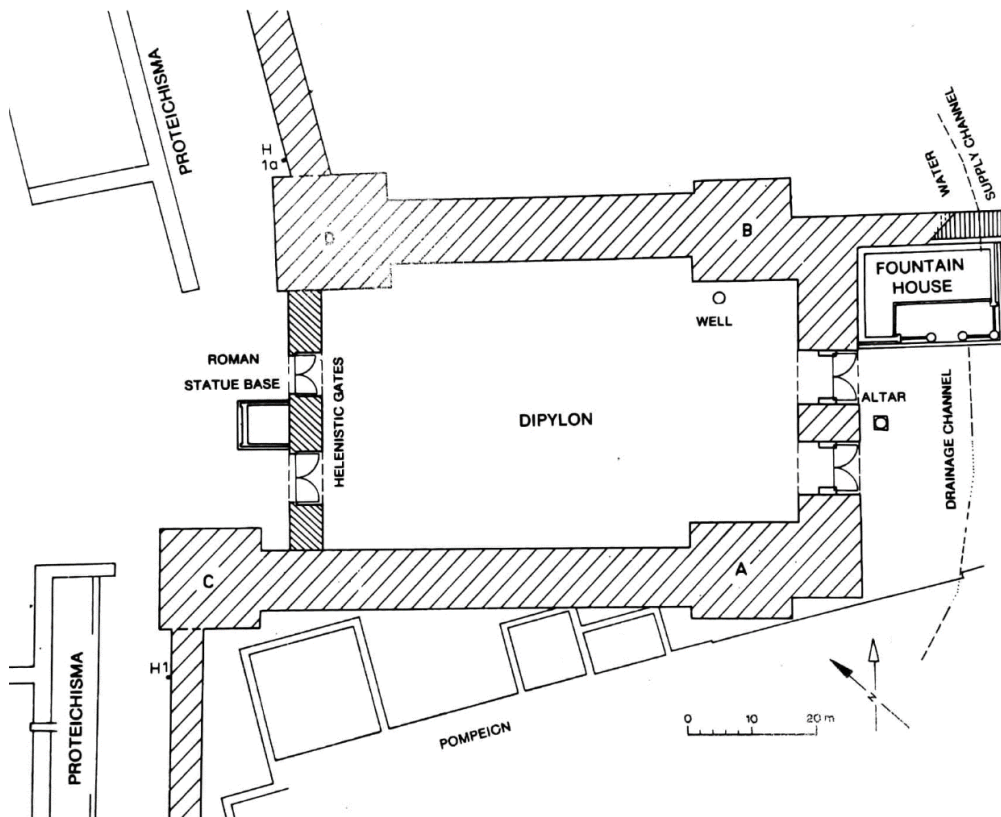 PROTEICHISMA
H
1a
D
B
WATER
SUPPLY CHANNEL
FOUNTAIN
HOUSE
WELL
ROMAN
STATUE BASE
HELENISTIC GATES
DIPYLON
ALTAR
DRAINAGE CHANNEL
C
A
H1
PROTEICHISMA
POMPEIGN
N
0 10 20 m